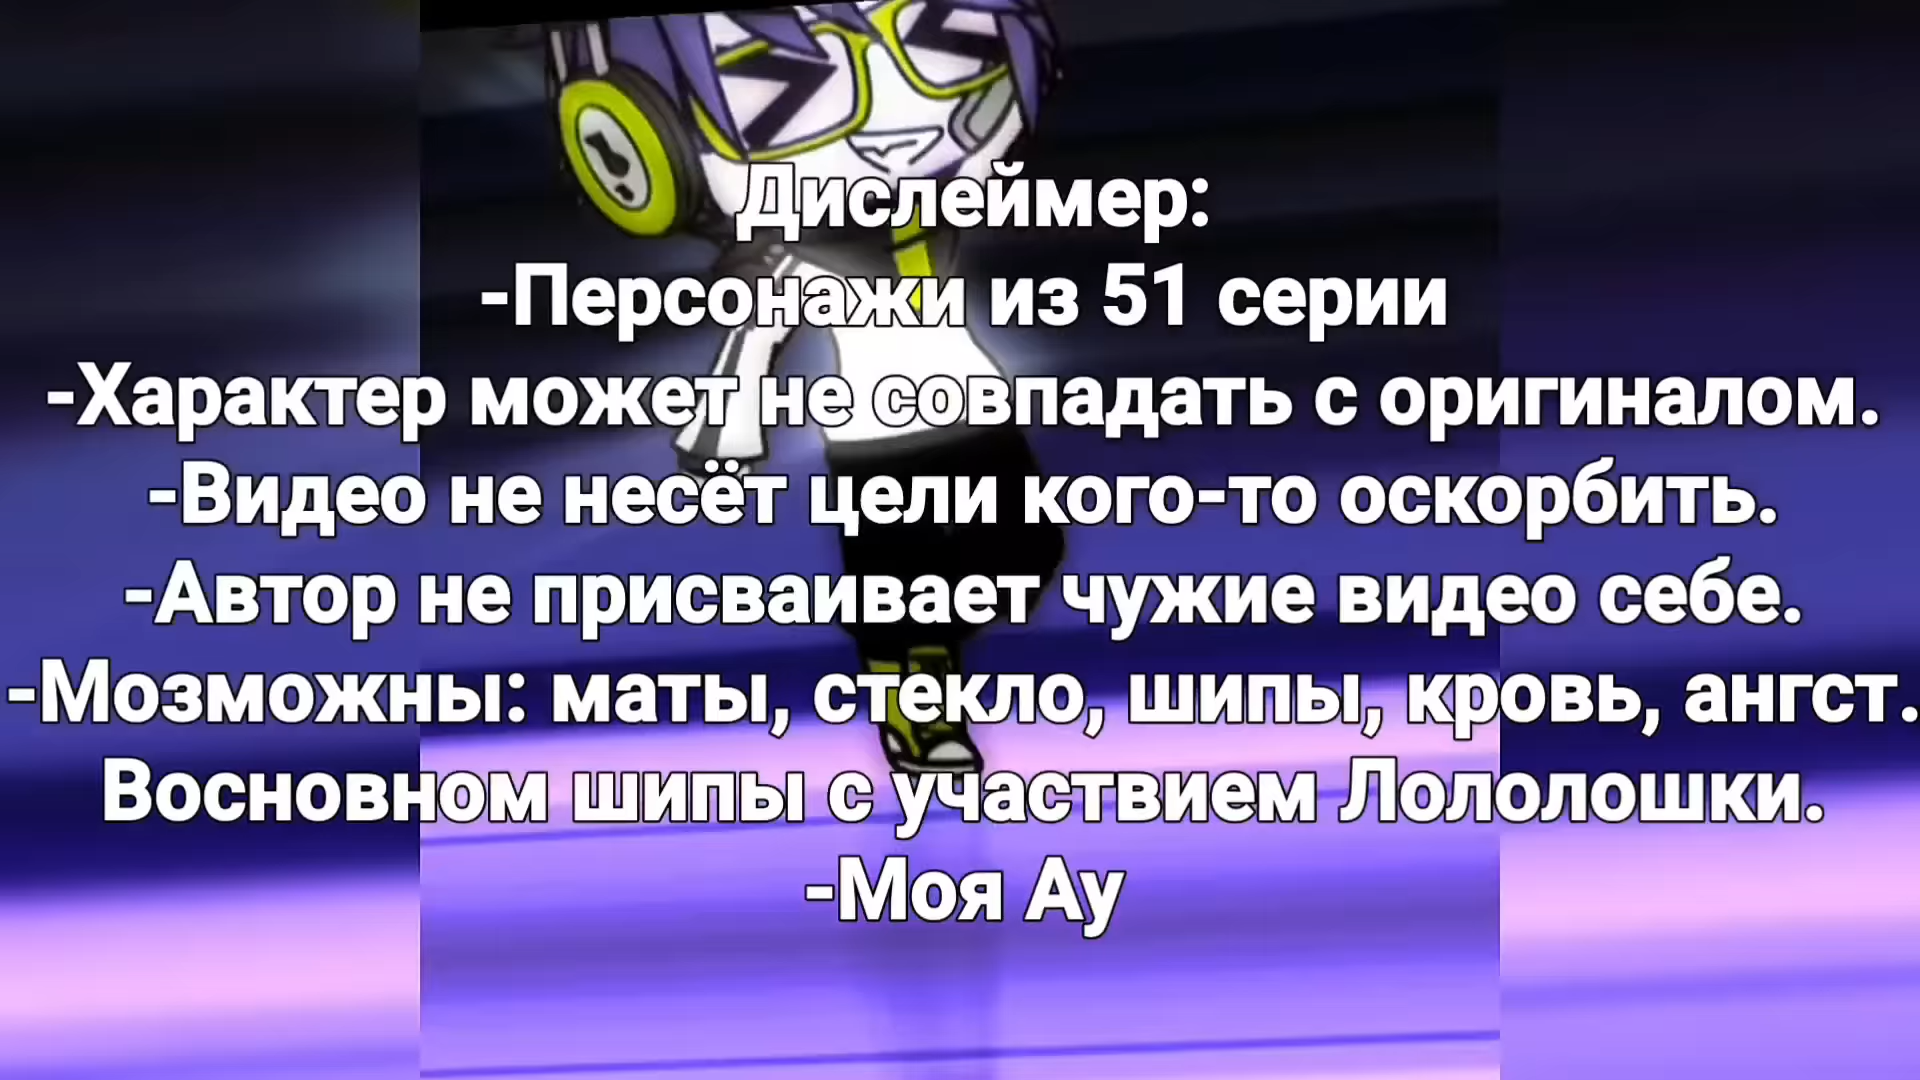 Дислеймер:
-Персонажи из 51 серии
-Характер может не совпадать с оригиналом.
-Видео не несёт цели кого-то оскорбить.
-Автор не присваивает чужие видео себе.
-Мозможны: маты, стекло, шипы, кровь, ангст.
Восновном шипы с участвием Лололошки.
-Моя Ау